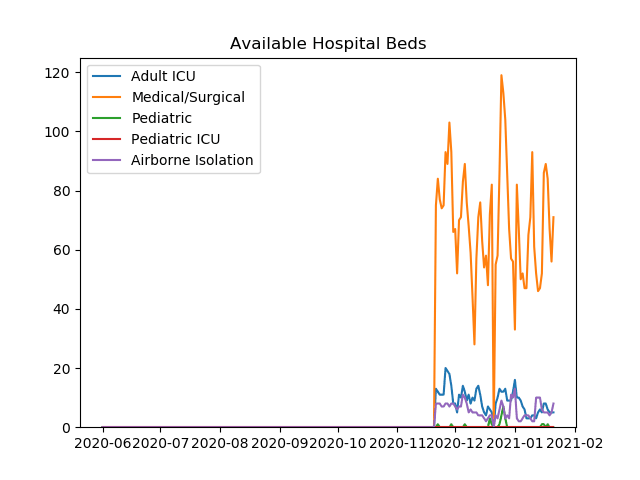 Available Hospital Beds
Adult ICU
Medical/Surgical
Pediatric
Pediatric ICU
Airborne Isolation
120
100
80
60
40
20
0
2020-06 2020-07 2020-08 2020-09 2020-10 2020-11 2020-12 2021-01 2021-02